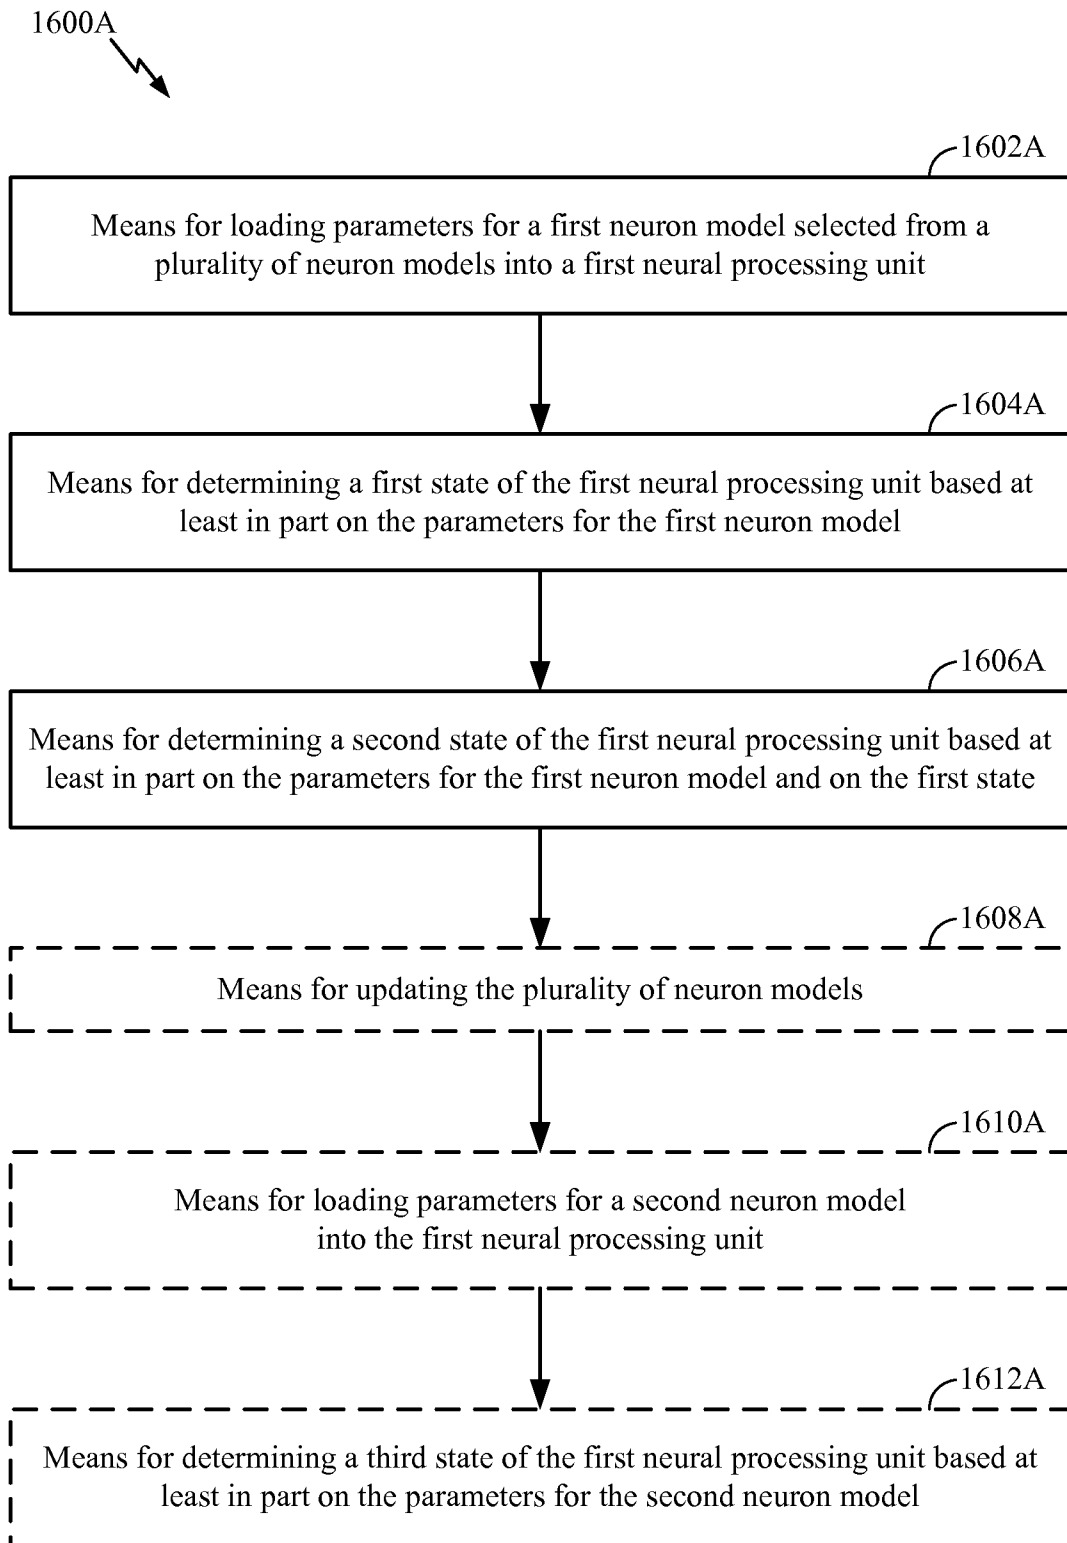 1600A
1602A
Means for loading parameters for a first neuron model selected from a
plurality of neuron models into a first neural processing unit
1604A
Means for determining a first state of the first neural processing unit based at
least in part on the parameters for the first neuron model
1606A
Means for determining a second state of the first neural processing unit based at
least in part on the parameters for the first neuron model and on the first state
1608A
Means for updating the plurality of neuron models
1610A
Means for loading parameters for a second neuron model
into the first neural processing unit
1612A
Means for determining a third state of the first neural processing unit based at
least in part on the parameters for the second neuron model